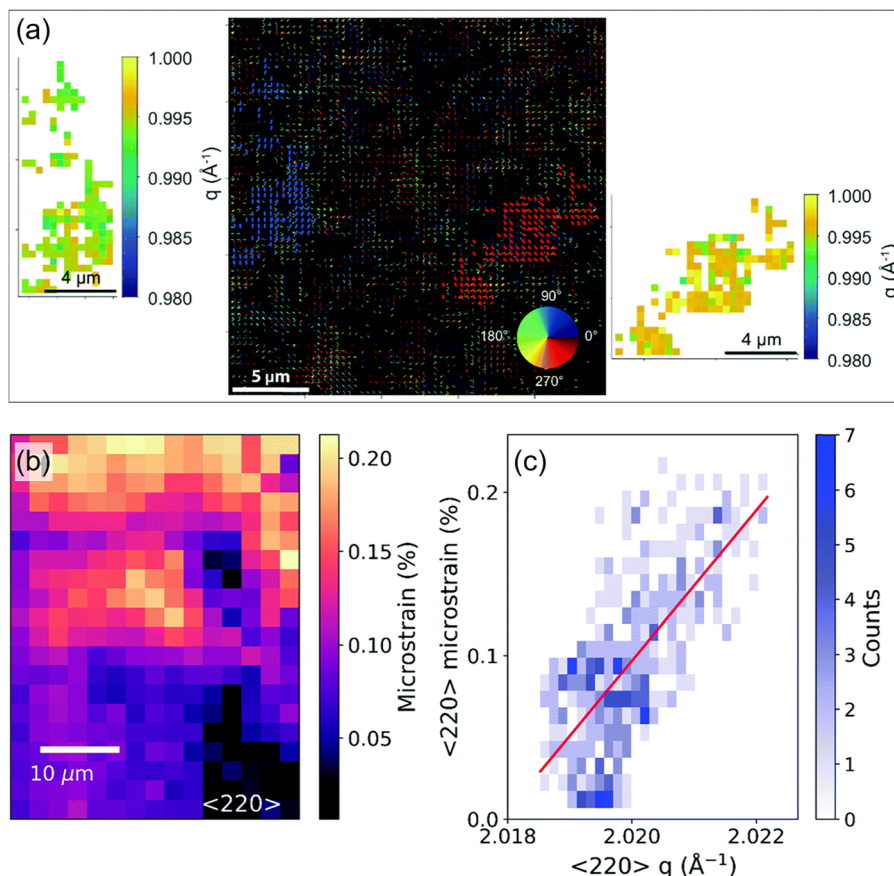 (a)
1.000
0.995
0.990
0.985
0.980
q (Å⁻¹)
4 µm
90°
180°
0°
270°
5 µm
1.000
0.995
0.990
0.985
0.980
q (Å⁻¹)
4 µm
(b)
10 µm
<220>
0.20
0.15
0.10
0.05
Microstrain (%)
(c)
0.2
0.1
0.0
<220> microstrain (%)
2.018
2.020
2.022
<220> q (Å⁻¹)
7
6
5
4
3
2
1
0
Counts